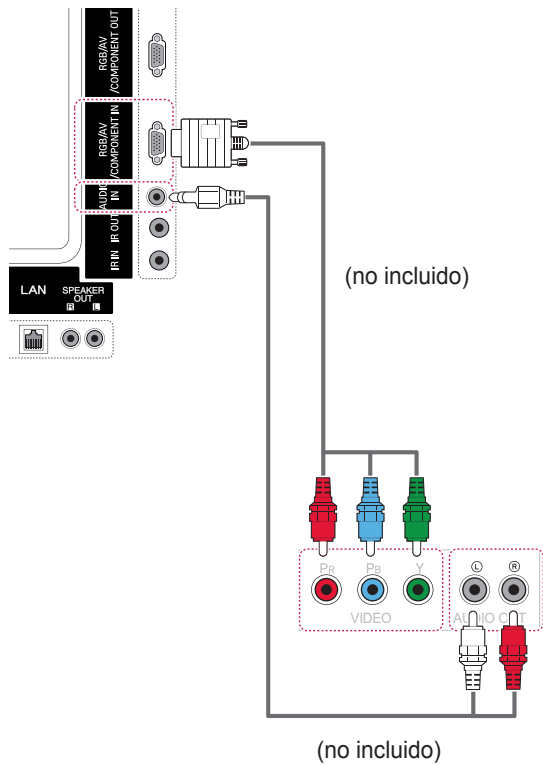 RGB/AV
/COMPONENT OUT
RGB/AV
/COMPONENT IN
AUDIO
IN
IR OUT
IR IN
LAN
SPEAKER
OUT
R L
(no incluido)
PR PB Y
VIDEO
L R
AUDIO OUT
(no incluido)